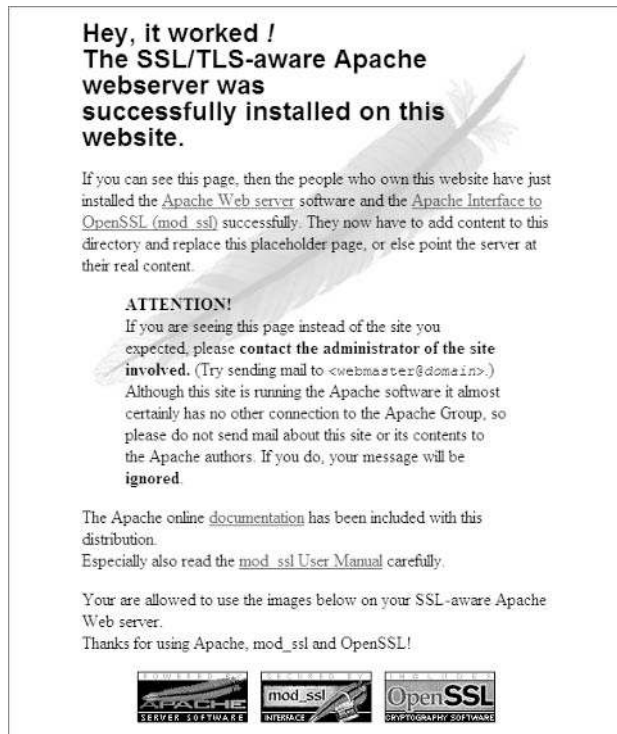 Hey, it worked !
The SSL/TLS-aware Apache
webserver was
successfully installed on this
website.
If you can see this page, then the people who own this website have just
installed the Apache Web server software and the Apache Interface to
OpenSSL (mod_ssl) successfully. They now have to add content to this
directory and replace this placeholder page, or else point the server at
their real content.
ATTENTION!
If you are seeing this page instead of the site you
expected, please contact the administrator of the site
involved. (Try sending mail to <webmaster@domain>.)
Although this site is running the Apache software it almost
certainly has no other connection to the Apache Group, so
please do not send mail about this site or its contents to
the Apache authors. If you do, your message will be
ignored.
The Apache online documentation has been included with this
distribution.
Especially also read the mod_ssl User Manual carefully.
Your are allowed to use the images below on your SSL-aware Apache
Web server.
Thanks for using Apache, mod_ssl and OpenSSL!
POWERED BY
APACHE
SERVER SOFTWARE
SECURED BY
mod_ssl
INTERFACE
INCLUDES
OpenSSL
CRYPTOGRAPHY SOFTWARE